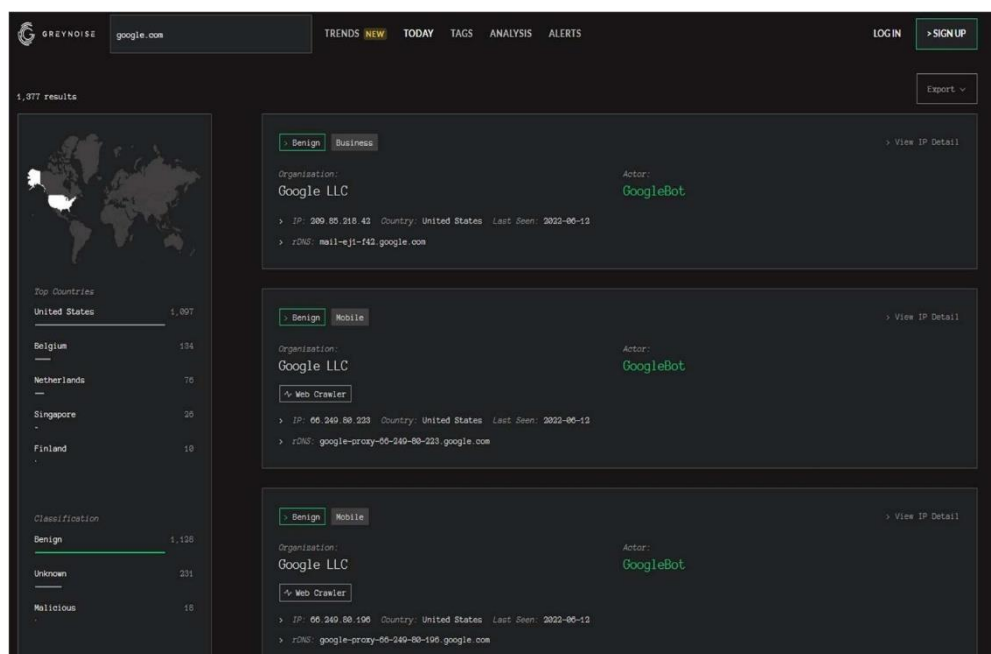 GREYNOISE google.com TRENDS NEW TODAY TAGS ANALYSIS ALERTS LOG IN > SIGN UP
1,377 results
Export
Top Countries
United States 1,097
Belgium 134
Netherlands 76
Singapore 26
Finland 10
Classification
Benign 1,128
Unknown 231
Malicious 18
> Benign Business > View IP Detail
Organization: Actor:
Google LLC GoogleBot
> IP: 209.85.218.42 Country: United States Last Seen: 2022-06-12
> rDNS: mail-ej1-f42.google.com
> Benign Mobile > View IP Detail
Organization: Actor:
Google LLC GoogleBot
Web Crawler
> IP: 66.249.80.223 Country: United States Last Seen: 2022-06-12
> rDNS: google-proxy-66-249-80-223.google.com
> Benign Mobile > View IP Detail
Organization: Actor:
Google LLC GoogleBot
Web Crawler
> IP: 66.249.80.196 Country: United States Last Seen: 2022-06-12
> rDNS: google-proxy-66-249-80-196.google.com